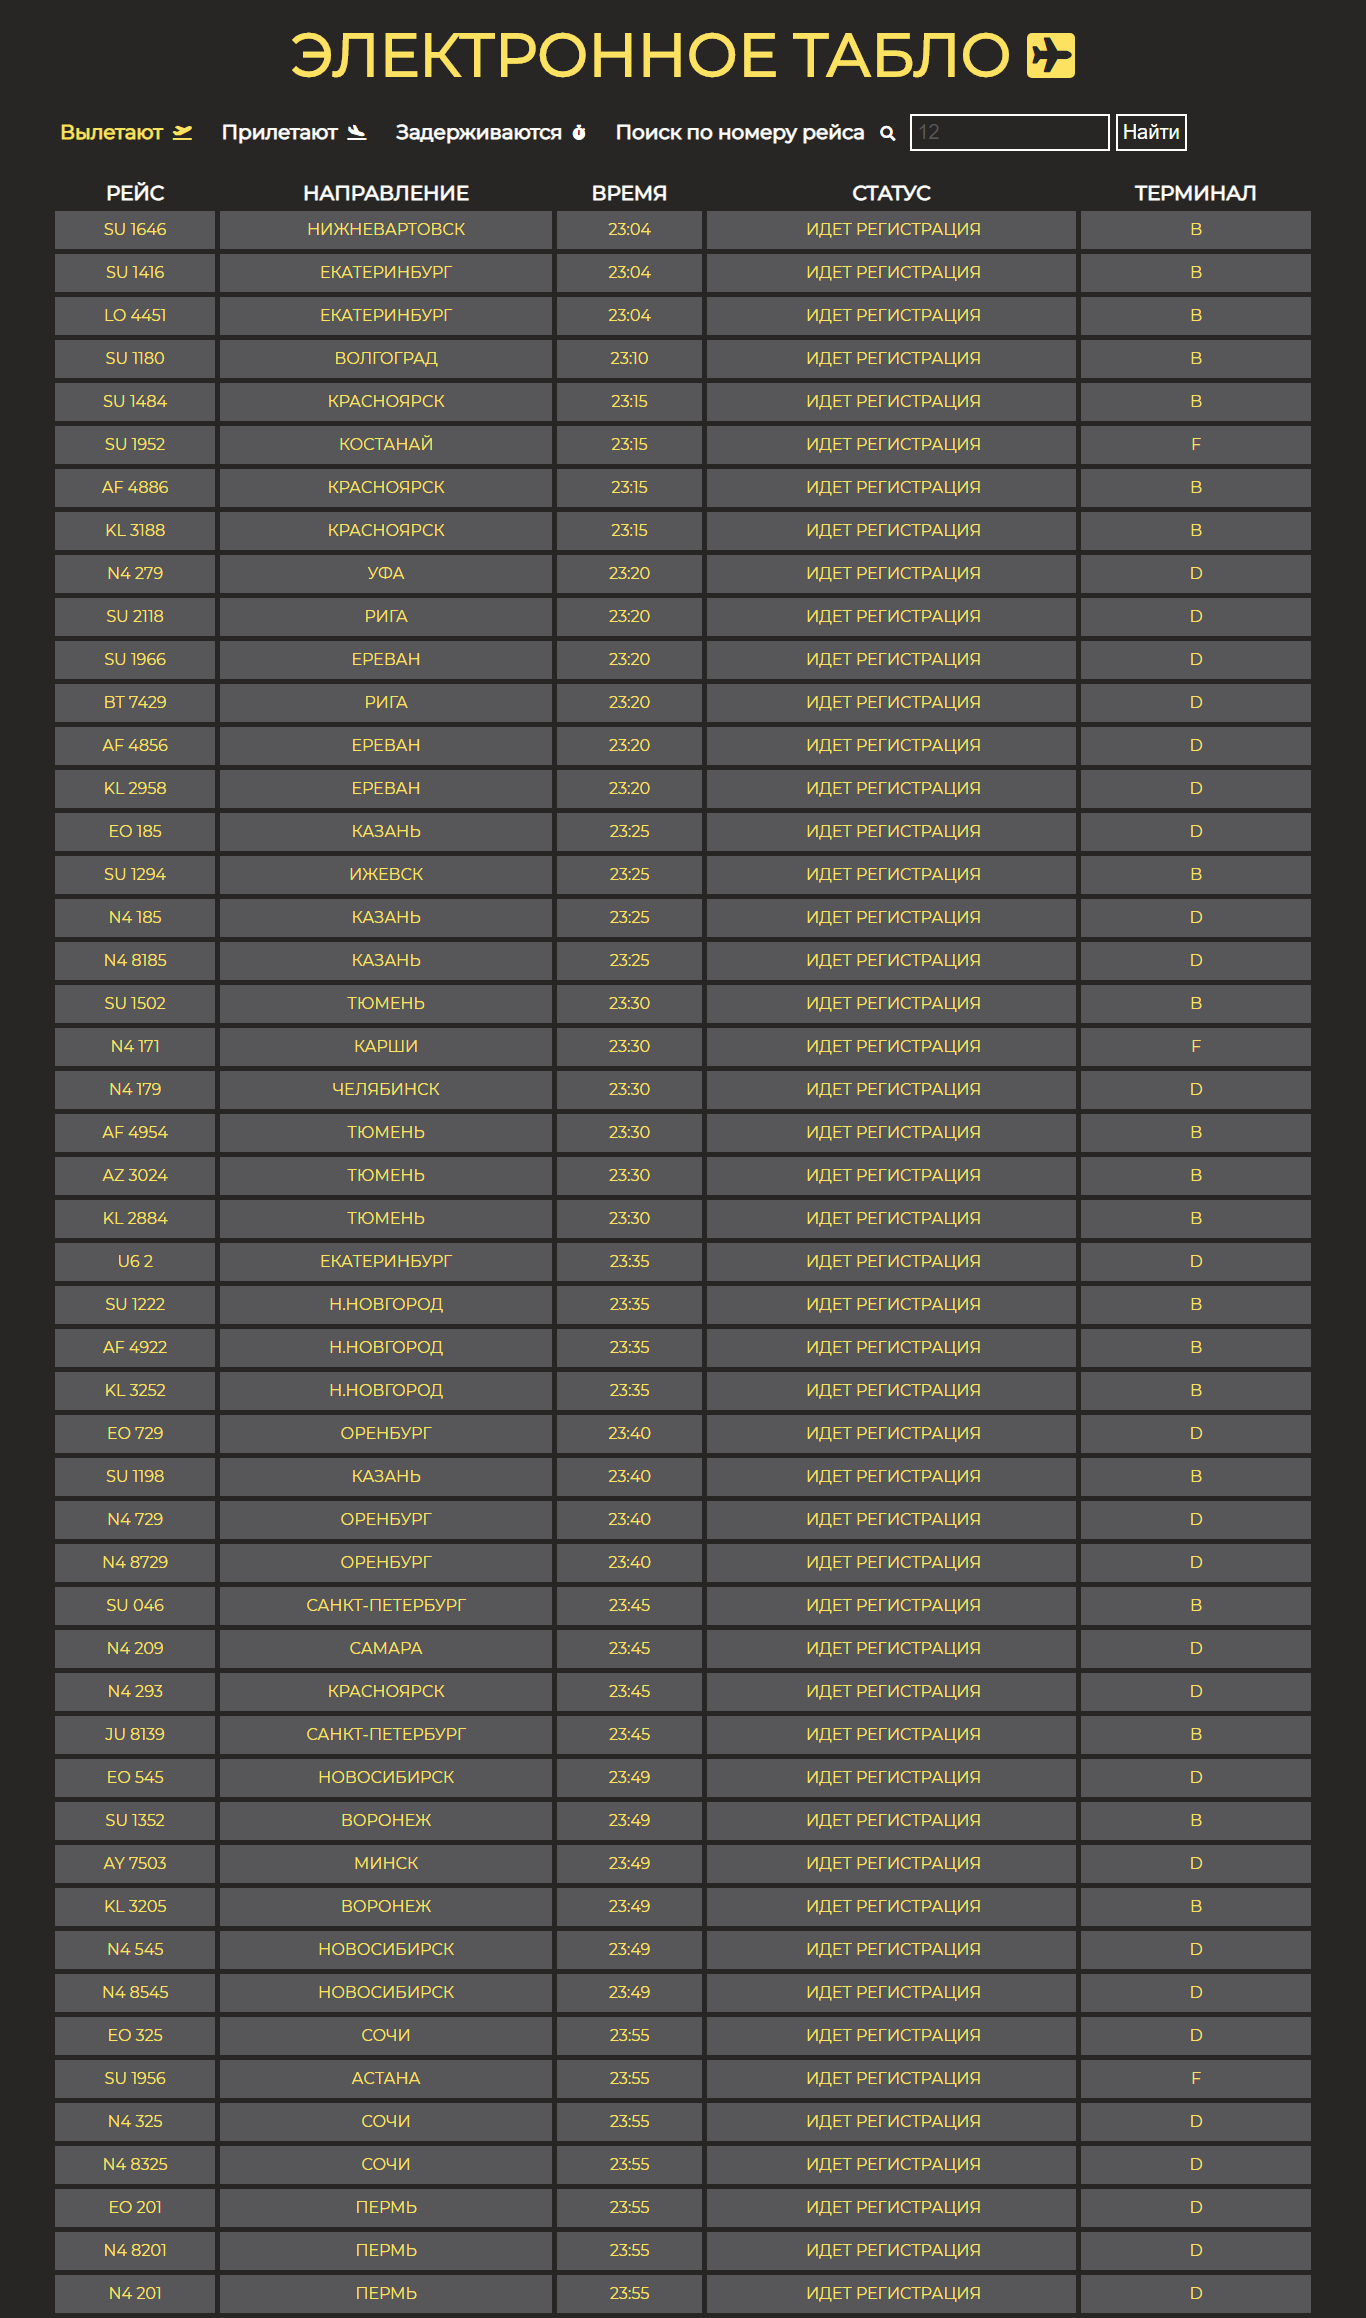 ЭЛЕКТРОННОЕ ТАБЛО
Вылетают Прилетают Задерживаются Поиск по номеру рейса 12 Найти
РЕЙС НАПРАВЛЕНИЕ ВРЕМЯ СТАТУС ТЕРМИНАЛ
SU 1646 НИЖНЕВАРТОВСК 23:04 ИДЕТ РЕГИСТРАЦИЯ B
SU 1416 ЕКАТЕРИНБУРГ 23:04 ИДЕТ РЕГИСТРАЦИЯ B
LO 4451 ЕКАТЕРИНБУРГ 23:04 ИДЕТ РЕГИСТРАЦИЯ B
SU 1180 ВОЛГОГРАД 23:10 ИДЕТ РЕГИСТРАЦИЯ B
SU 1484 КРАСНОЯРСК 23:15 ИДЕТ РЕГИСТРАЦИЯ B
SU 1952 КОСТАНАЙ 23:15 ИДЕТ РЕГИСТРАЦИЯ F
AF 4886 КРАСНОЯРСК 23:15 ИДЕТ РЕГИСТРАЦИЯ B
KL 3188 КРАСНОЯРСК 23:15 ИДЕТ РЕГИСТРАЦИЯ B
N4 279 УФА 23:20 ИДЕТ РЕГИСТРАЦИЯ D
SU 2118 РИГА 23:20 ИДЕТ РЕГИСТРАЦИЯ D
SU 1966 ЕРЕВАН 23:20 ИДЕТ РЕГИСТРАЦИЯ D
BT 7429 РИГА 23:20 ИДЕТ РЕГИСТРАЦИЯ D
AF 4856 ЕРЕВАН 23:20 ИДЕТ РЕГИСТРАЦИЯ D
KL 2958 ЕРЕВАН 23:20 ИДЕТ РЕГИСТРАЦИЯ D
EO 185 КАЗАНЬ 23:25 ИДЕТ РЕГИСТРАЦИЯ D
SU 1294 ИЖЕВСК 23:25 ИДЕТ РЕГИСТРАЦИЯ B
N4 185 КАЗАНЬ 23:25 ИДЕТ РЕГИСТРАЦИЯ D
N4 8185 КАЗАНЬ 23:25 ИДЕТ РЕГИСТРАЦИЯ D
SU 1502 ТЮМЕНЬ 23:30 ИДЕТ РЕГИСТРАЦИЯ B
N4 171 КАРШИ 23:30 ИДЕТ РЕГИСТРАЦИЯ F
N4 179 ЧЕЛЯБИНСК 23:30 ИДЕТ РЕГИСТРАЦИЯ D
AF 4954 ТЮМЕНЬ 23:30 ИДЕТ РЕГИСТРАЦИЯ B
AZ 3024 ТЮМЕНЬ 23:30 ИДЕТ РЕГИСТРАЦИЯ B
KL 2884 ТЮМЕНЬ 23:30 ИДЕТ РЕГИСТРАЦИЯ B
U6 2 ЕКАТЕРИНБУРГ 23:35 ИДЕТ РЕГИСТРАЦИЯ D
SU 1222 Н.НОВГОРОД 23:35 ИДЕТ РЕГИСТРАЦИЯ B
AF 4922 Н.НОВГОРОД 23:35 ИДЕТ РЕГИСТРАЦИЯ B
KL 3252 Н.НОВГОРОД 23:35 ИДЕТ РЕГИСТРАЦИЯ B
EO 729 ОРЕНБУРГ 23:40 ИДЕТ РЕГИСТРАЦИЯ D
SU 1198 КАЗАНЬ 23:40 ИДЕТ РЕГИСТРАЦИЯ B
N4 729 ОРЕНБУРГ 23:40 ИДЕТ РЕГИСТРАЦИЯ D
N4 8729 ОРЕНБУРГ 23:40 ИДЕТ РЕГИСТРАЦИЯ D
SU 046 САНКТ-ПЕТЕРБУРГ 23:45 ИДЕТ РЕГИСТРАЦИЯ B
N4 209 САМАРА 23:45 ИДЕТ РЕГИСТРАЦИЯ D
N4 293 КРАСНОЯРСК 23:45 ИДЕТ РЕГИСТРАЦИЯ D
JU 8139 САНКТ-ПЕТЕРБУРГ 23:45 ИДЕТ РЕГИСТРАЦИЯ B
EO 545 НОВОСИБИРСК 23:49 ИДЕТ РЕГИСТРАЦИЯ D
SU 1352 ВОРОНЕЖ 23:49 ИДЕТ РЕГИСТРАЦИЯ B
AY 7503 МИНСК 23:49 ИДЕТ РЕГИСТРАЦИЯ D
KL 3205 ВОРОНЕЖ 23:49 ИДЕТ РЕГИСТРАЦИЯ B
N4 545 НОВОСИБИРСК 23:49 ИДЕТ РЕГИСТРАЦИЯ D
N4 8545 НОВОСИБИРСК 23:49 ИДЕТ РЕГИСТРАЦИЯ D
EO 325 СОЧИ 23:55 ИДЕТ РЕГИСТРАЦИЯ D
SU 1956 АСТАНА 23:55 ИДЕТ РЕГИСТРАЦИЯ F
N4 325 СОЧИ 23:55 ИДЕТ РЕГИСТРАЦИЯ D
N4 8325 СОЧИ 23:55 ИДЕТ РЕГИСТРАЦИЯ D
EO 201 ПЕРМЬ 23:55 ИДЕТ РЕГИСТРАЦИЯ D
N4 8201 ПЕРМЬ 23:55 ИДЕТ РЕГИСТРАЦИЯ D
N4 201 ПЕРМЬ 23:55 ИДЕТ РЕГИСТРАЦИЯ D